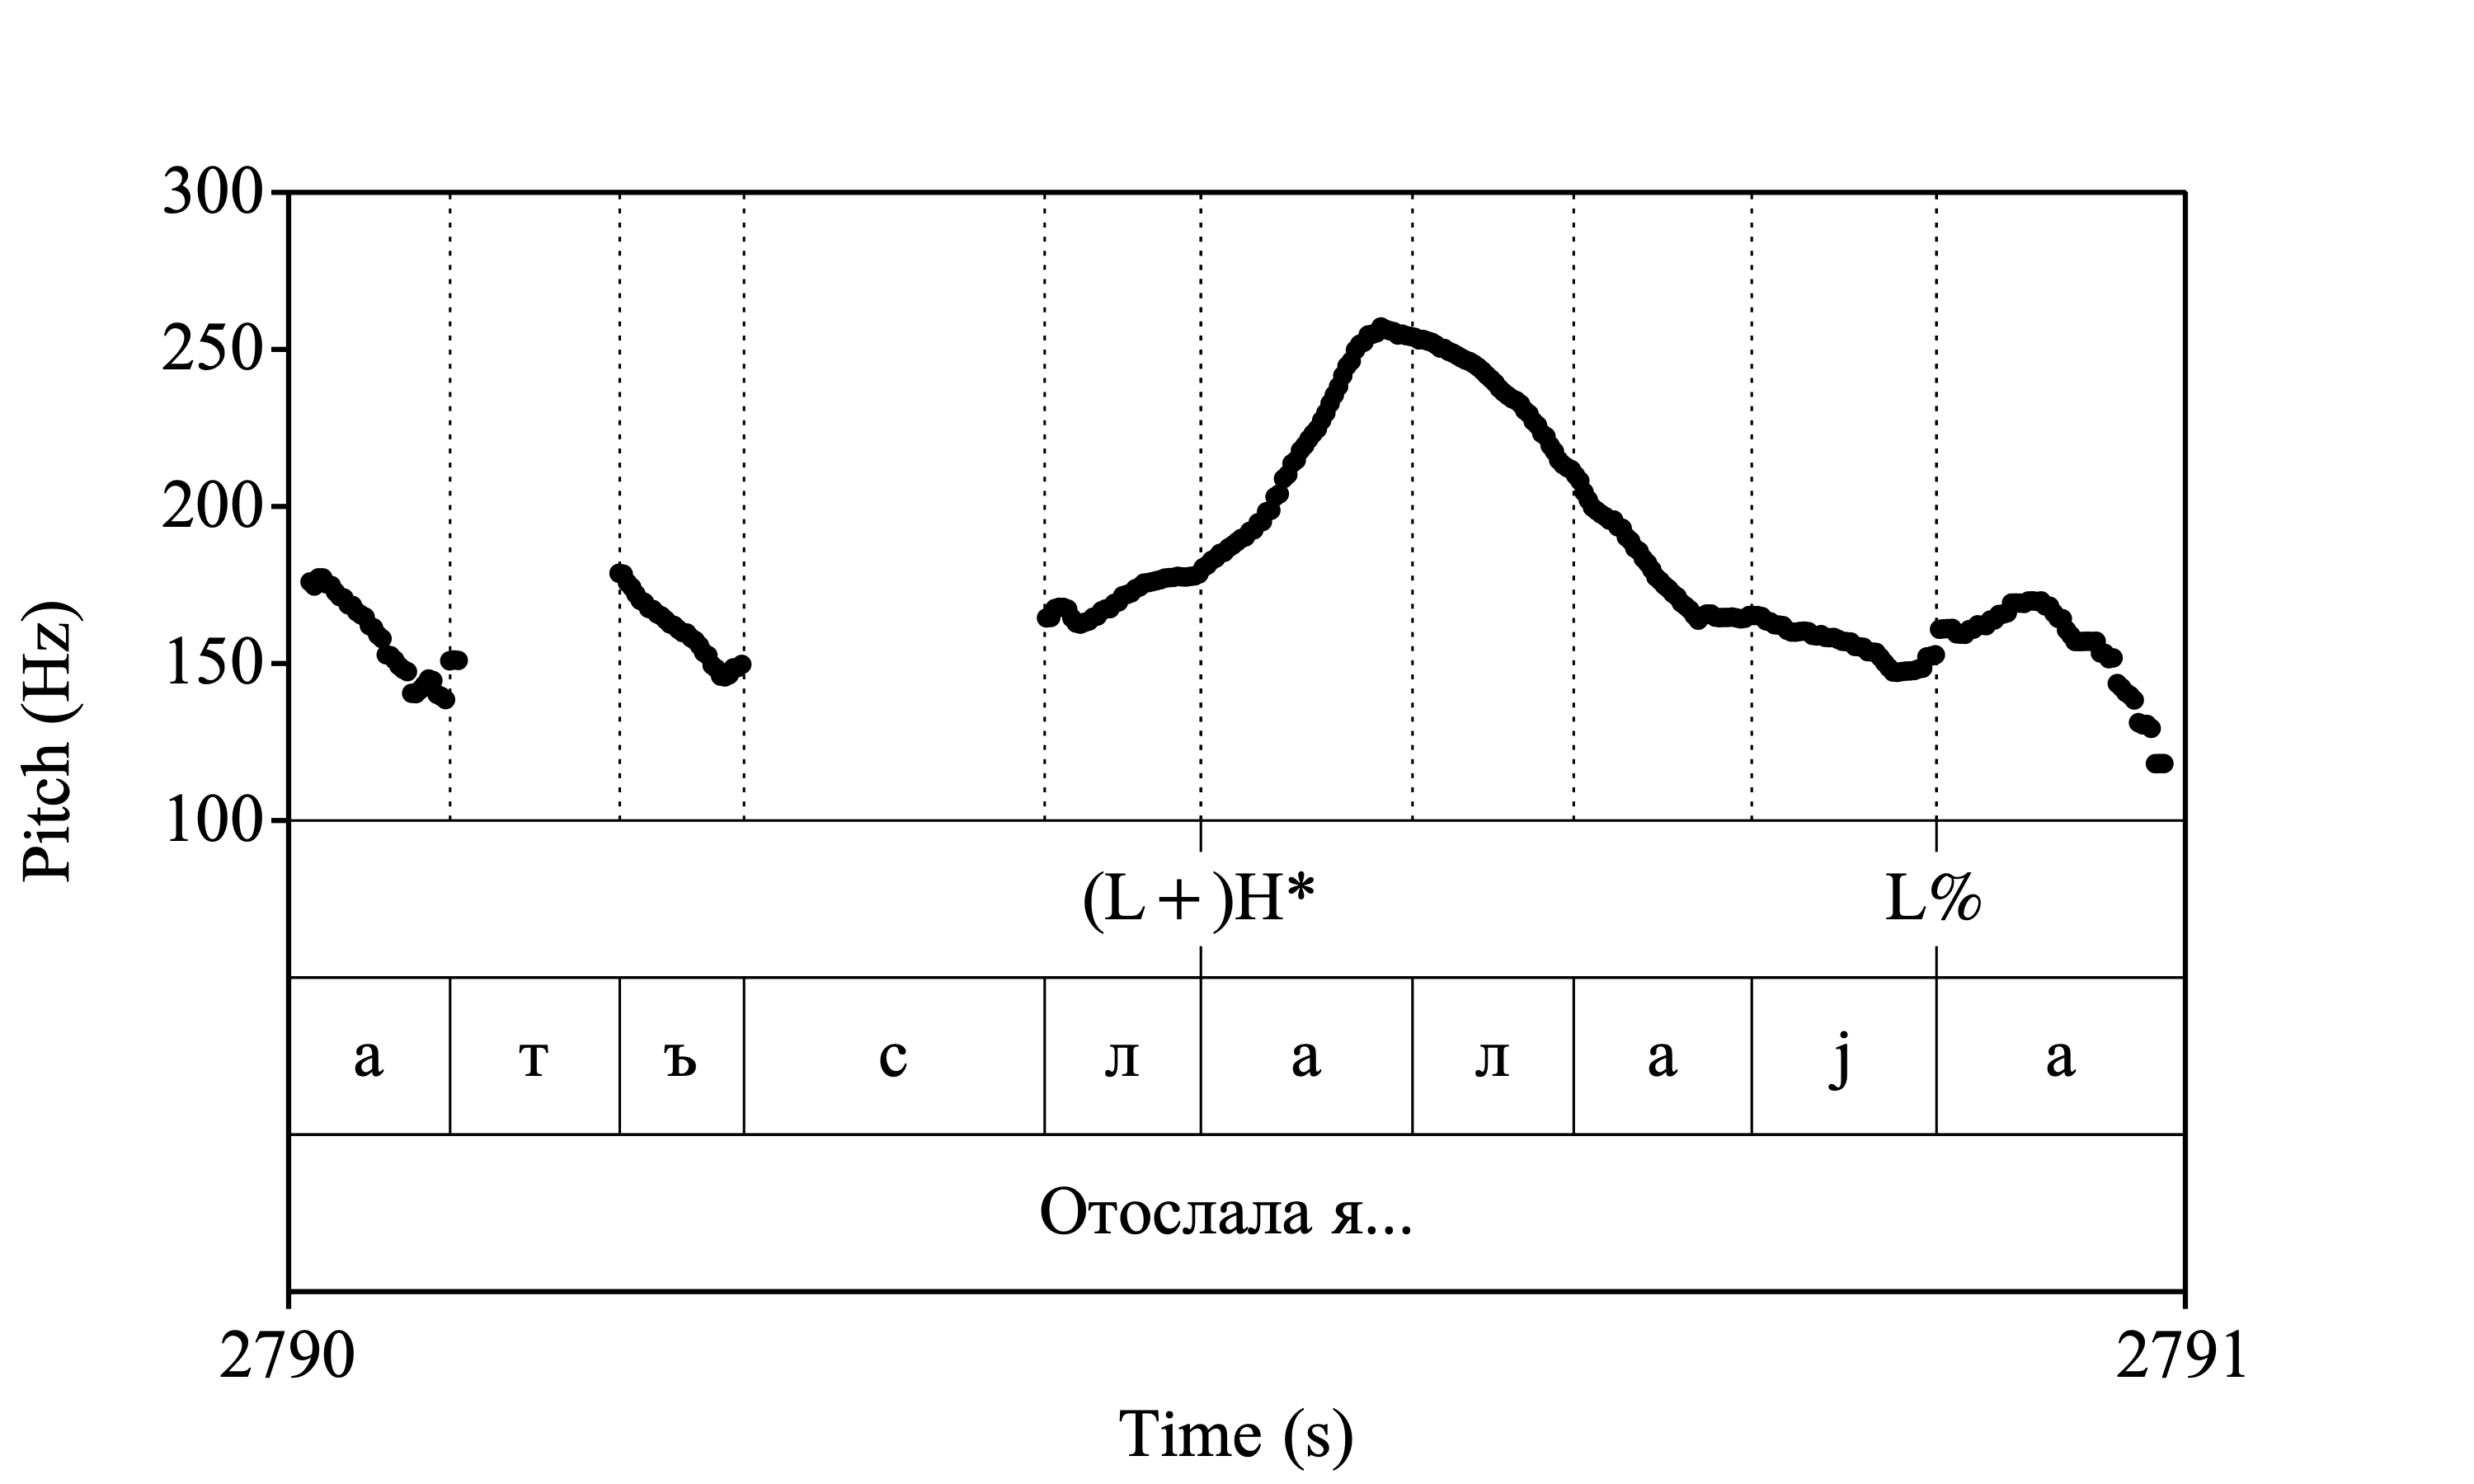 300
250
200
150
100
Pitch (Hz)
(L+)H* L%
а т ъ с л а л а j а
Отослала я...
2790 2791
Time (s)